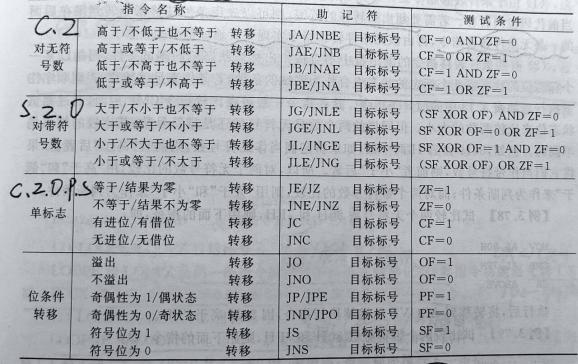 指令名称 助记符 测试条件
C.Z
对无符号数
高于/不低于也不等于 转移 JA/JNBE 目标标号 CF=0 AND ZF=0
高于或等于/不低于 转移 JAE/JNB 目标标号 CF=0 OR ZF=1
低于/不高于也不等于 转移 JB/JNAE 目标标号 CF=1 AND ZF=0
低于或等于/不高于 转移 JBE/JNA 目标标号 CF=1 OR ZF=1
S.Z.O
对带符号数
大于/不小于也不等于 转移 JG/JNLE 目标标号 (SF XOR OF) AND ZF=0
大于或等于/不小于 转移 JGE/JNL 目标标号 SF XOR OF=0 OR ZF=1
小于/不大于也不等于 转移 JL/JNGE 目标标号 SF XOR OF=1 AND ZF=0
小于或等于/不大于 转移 JLE/JNG 目标标号 (SF XOR OF) OR ZF=1
C.Z.O.P.S
单标志
等于/结果为零 转移 JE/JZ 目标标号 ZF=1
不等于/结果不为零 转移 JNE/JNZ 目标标号 ZF=0
有进位/有借位 转移 JC 目标标号 CF=1
无进位/无借位 转移 JNC 目标标号 CF=0
位条件转移
溢出 转移 JO 目标标号 OF=1
不溢出 转移 JNO 目标标号 OF=0
奇偶性为1/偶状态 转移 JP/JPE 目标标号 PF=1
奇偶性为0/奇状态 转移 JNP/JPO 目标标号 PF=0
符号位为1 转移 JS 目标标号 SF=1
符号位为0 转移 JNS 目标标号 SF=0